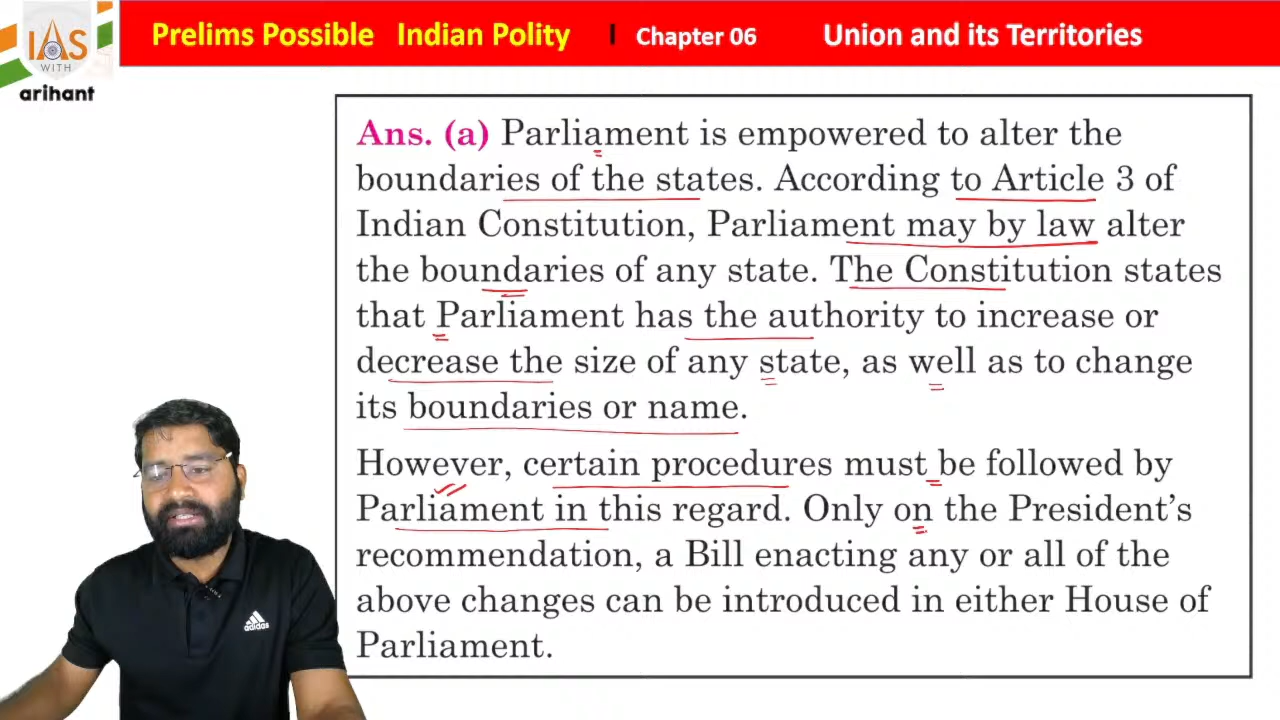 IAS
WITH
arihant
Prelims Possible Indian Polity | Chapter 06 Union and its Territories
Ans. (a) Parliament is empowered to alter the
boundaries of the states. According to Article 3 of
Indian Constitution, Parliament may by law alter
the boundaries of any state. The Constitution states
that Parliament has the authority to increase or
decrease the size of any state, as well as to change
its boundaries or name.
However, certain procedures must be followed by
Parliament in this regard. Only on the President's
recommendation, a Bill enacting any or all of the
above changes can be introduced in either House of
Parliament.
adidas